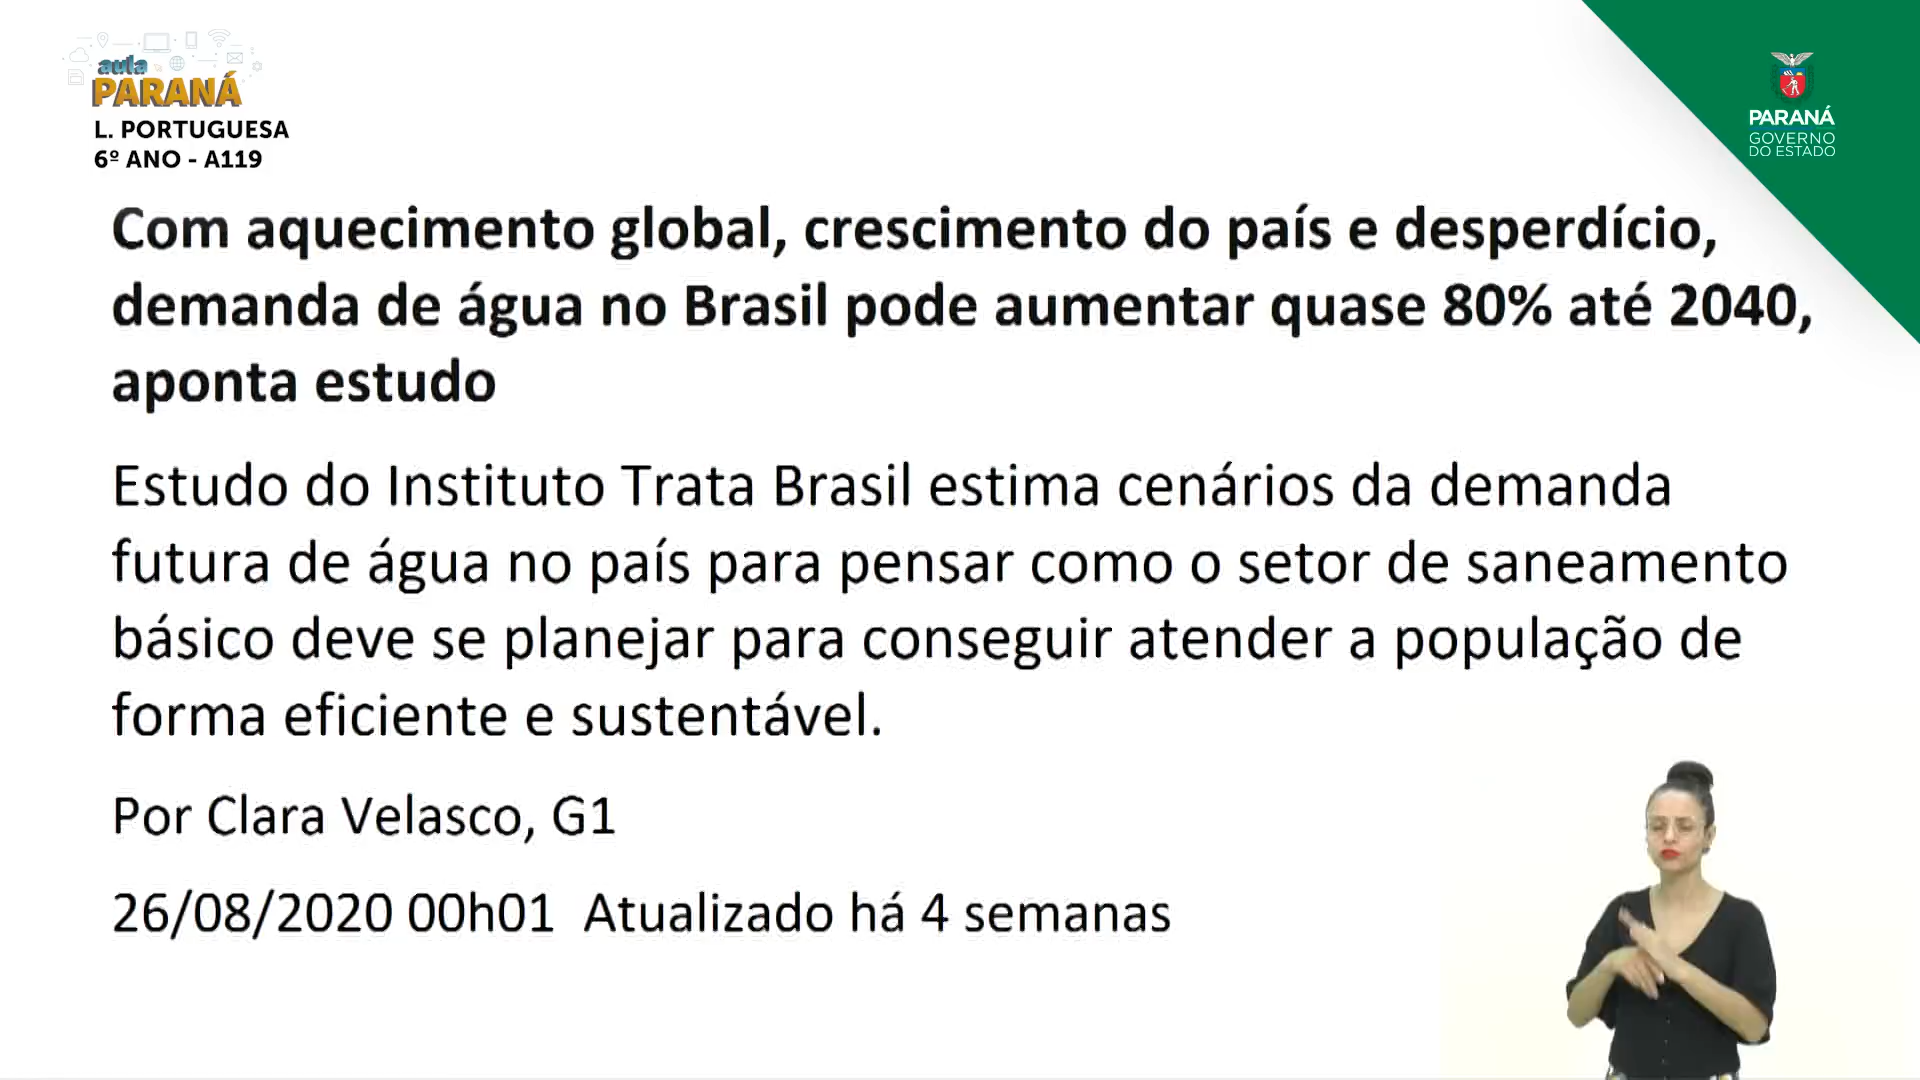 aula
PARANÁ
L. PORTUGUESA
6º ANO - A119
PARANÁ
GOVERNO
DO ESTADO
Com aquecimento global, crescimento do país e desperdício,
demanda de água no Brasil pode aumentar quase 80% até 2040,
aponta estudo
Estudo do Instituto Trata Brasil estima cenários da demanda
futura de água no país para pensar como o setor de saneamento
básico deve se planejar para conseguir atender a população de
forma eficiente e sustentável.
Por Clara Velasco, G1
26/08/2020 00h01  Atualizado há 4 semanas